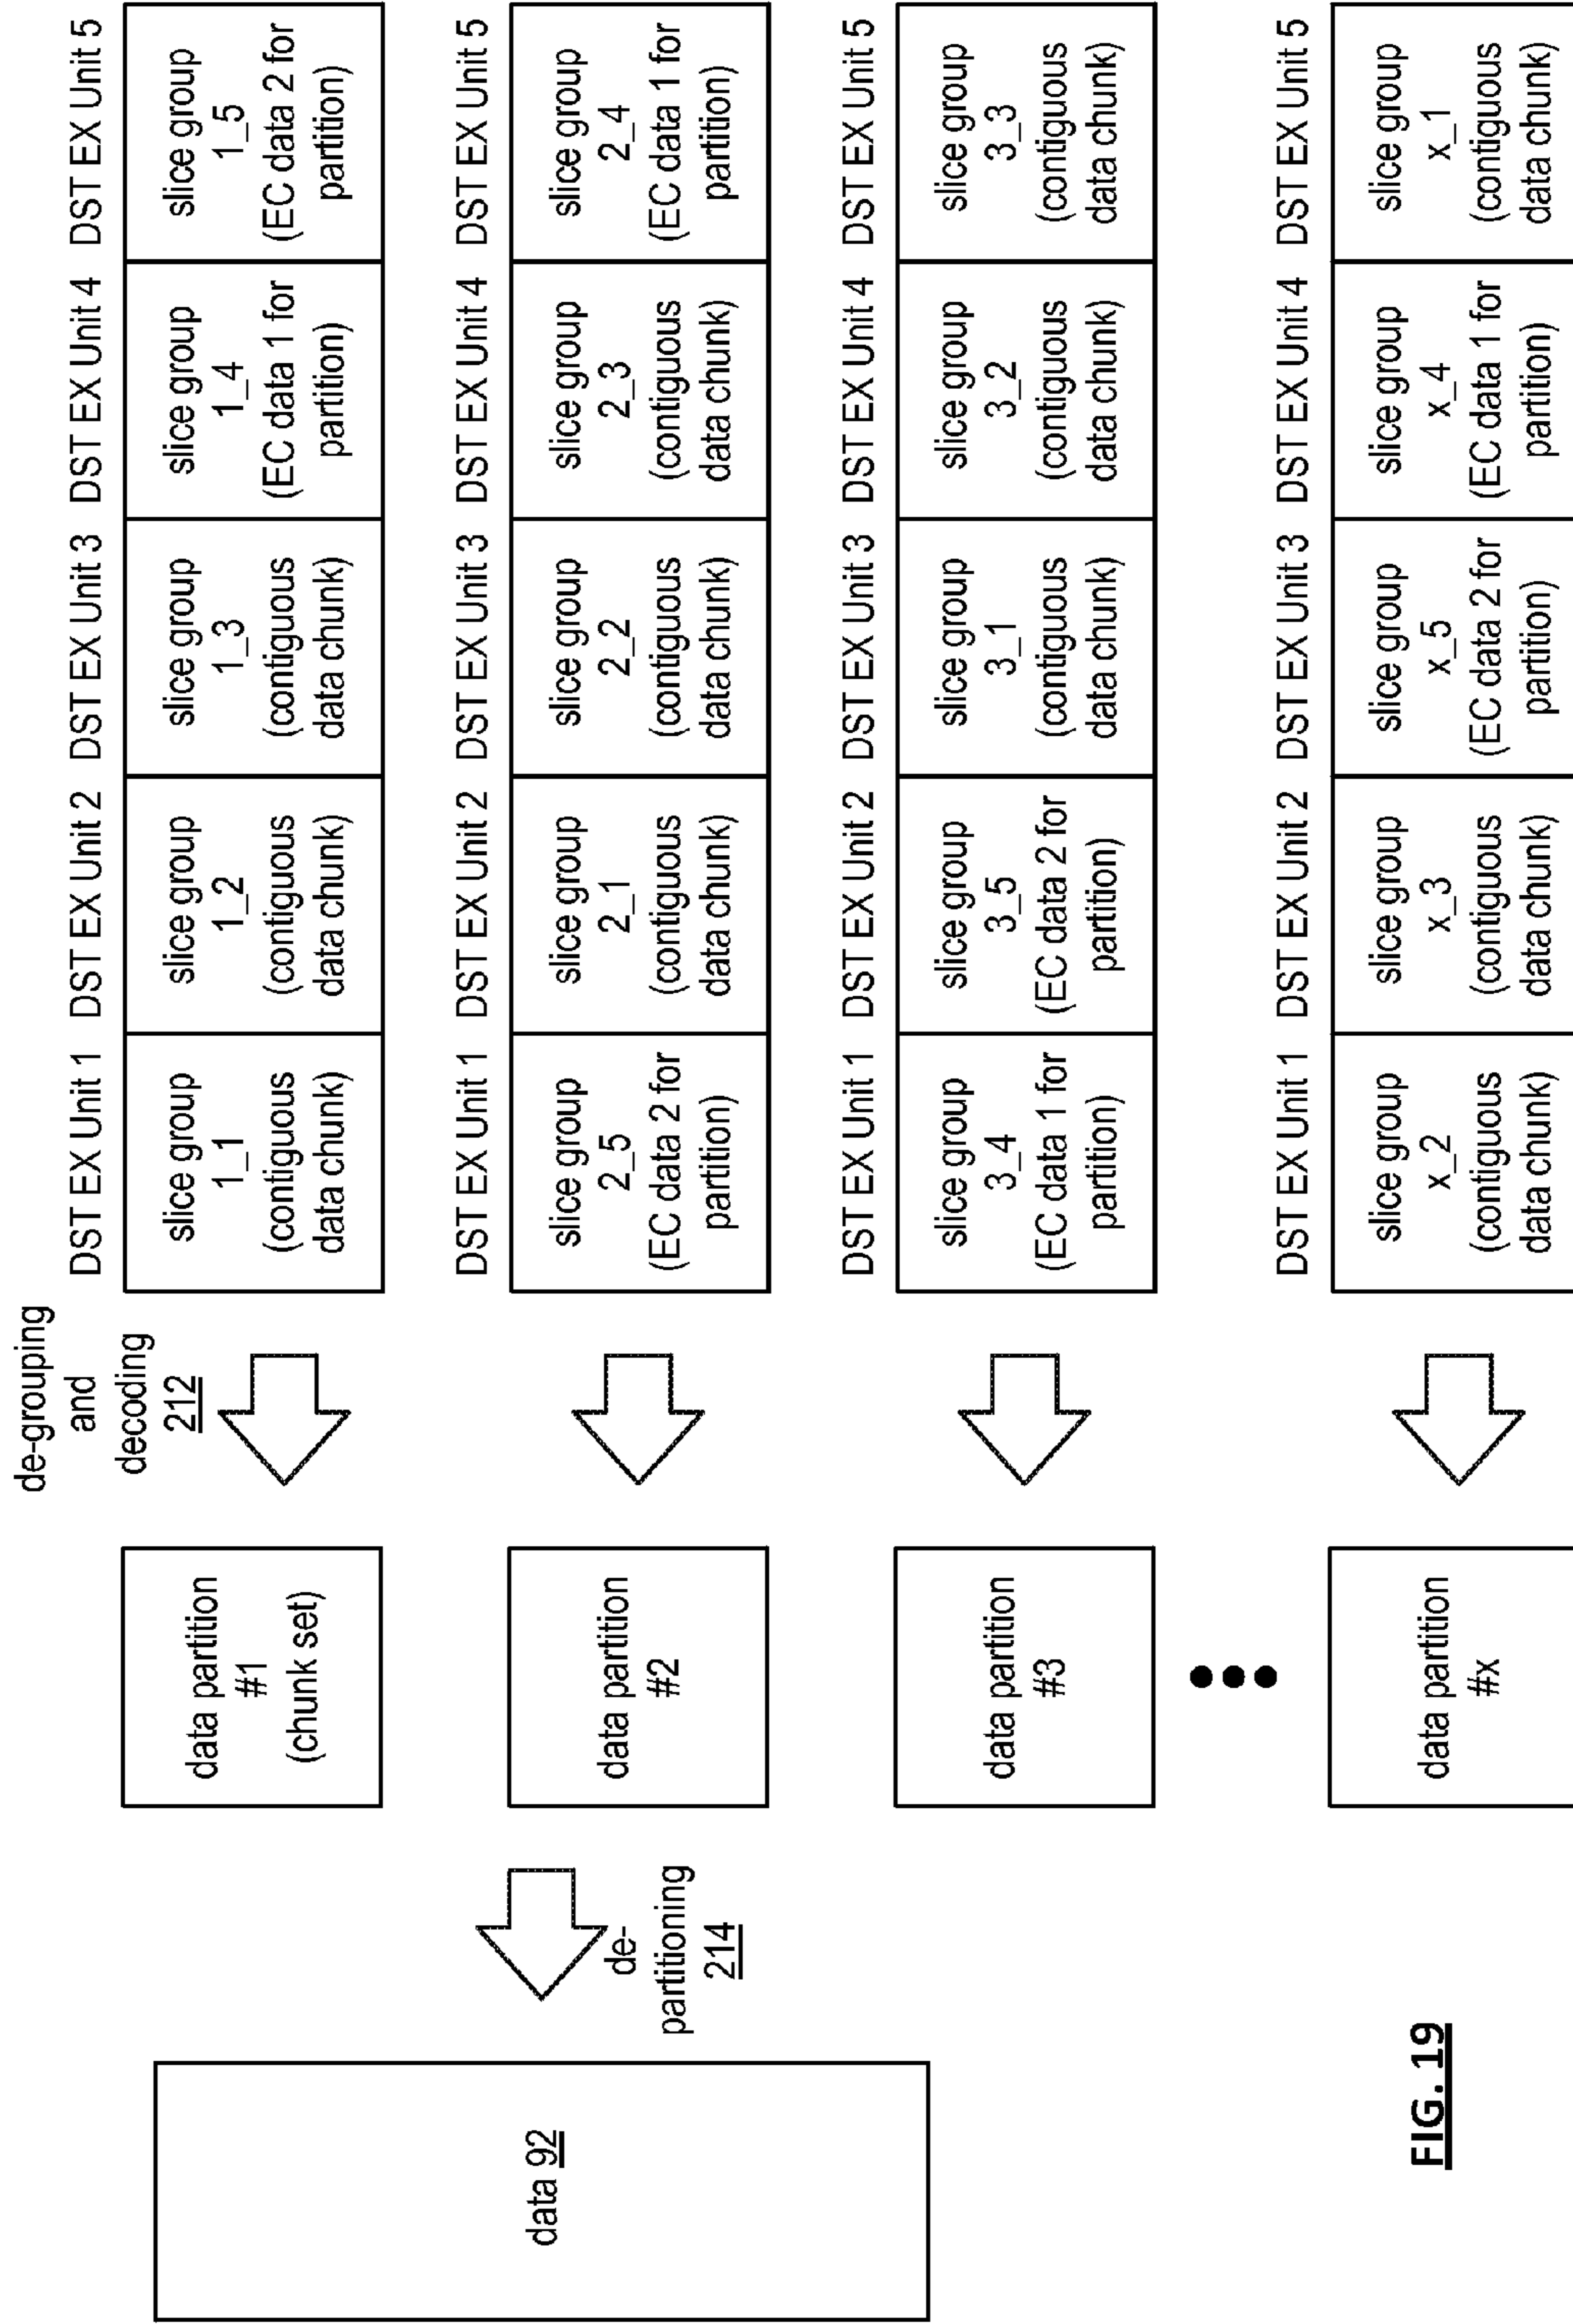 de-grouping
and
decoding
212
DST EX Unit 1 DST EX Unit 2 DST EX Unit 3 DST EX Unit 4 DST EX Unit 5
data 92
de-
partitioning
214
data partition
#1
(chunk set)
slice group
1_1
(contiguous
data chunk)
slice group
1_2
(contiguous
data chunk)
slice group
1_3
(contiguous
data chunk)
slice group
1_4
(EC data 1 for
partition)
slice group
1_5
(EC data 2 for
partition)
DST EX Unit 1 DST EX Unit 2 DST EX Unit 3 DST EX Unit 4 DST EX Unit 5
data partition
#2
slice group
2_5
(EC data 2 for
partition)
slice group
2_1
(contiguous
data chunk)
slice group
2_2
(contiguous
data chunk)
slice group
2_3
(contiguous
data chunk)
slice group
2_4
(EC data 1 for
partition)
DST EX Unit 1 DST EX Unit 2 DST EX Unit 3 DST EX Unit 4 DST EX Unit 5
data partition
#3
slice group
3_4
(EC data 1 for
partition)
slice group
3_5
(EC data 2 for
partition)
slice group
3_1
(contiguous
data chunk)
slice group
3_2
(contiguous
data chunk)
slice group
3_3
(contiguous
data chunk)
DST EX Unit 1 DST EX Unit 2 DST EX Unit 3 DST EX Unit 4 DST EX Unit 5
data partition
#x
slice group
x_2
(contiguous
data chunk)
slice group
x_3
(contiguous
data chunk)
slice group
x_5
(EC data 2 for
partition)
slice group
x_4
(EC data 1 for
partition)
slice group
x_1
(contiguous
data chunk)
FIG. 19